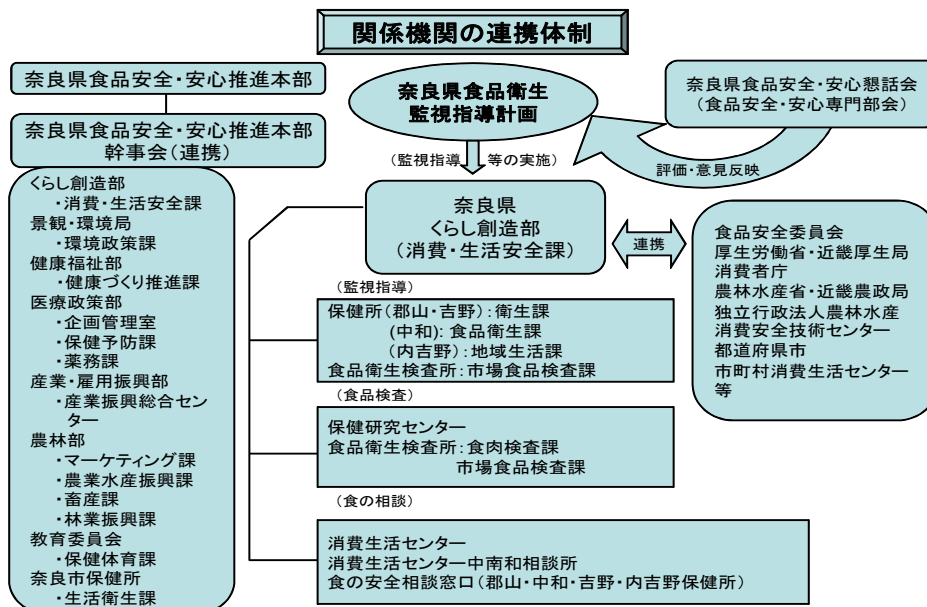 関係機関の連携体制
奈良県食品安全・安心推進本部
奈良県食品安全・安心推進本部
幹事会(連携)
くらし創造部
・消費・生活安全課
景観・環境局
・環境政策課
健康福祉部
・健康づくり推進課
医療政策部
・企画管理室
・保健予防課
・薬務課
産業・雇用振興部
・産業振興総合セン
ター
農林部
・マーケティング課
・農業水産振興課
・畜産課
・林業振興課
教育委員会
・保健体育課
奈良市保健所
・生活衛生課
奈良県食品衛生
監視指導計画
(監視指導 等の実施)
奈良県食品安全・安心懇話会
(食品安全・安心専門部会)
評価・意見反映
奈良県
くらし創造部
(消費・生活安全課)
連携
食品安全委員会
厚生労働省・近畿厚生局
消費者庁
農林水産省・近畿農政局
独立行政法人農林水産
消費安全技術センター
都道府県市
市町村消費生活センター
等
(監視指導)
保健所(郡山・吉野):衛生課
(中和):食品衛生課
(内吉野):地域生活課
食品衛生検査所:市場食品検査課
(食品検査)
保健研究センター
食品衛生検査所:食肉検査課
市場食品検査課
(食の相談)
消費生活センター
消費生活センター中南和相談所
食の安全相談窓口(郡山・中和・吉野・内吉野保健所)